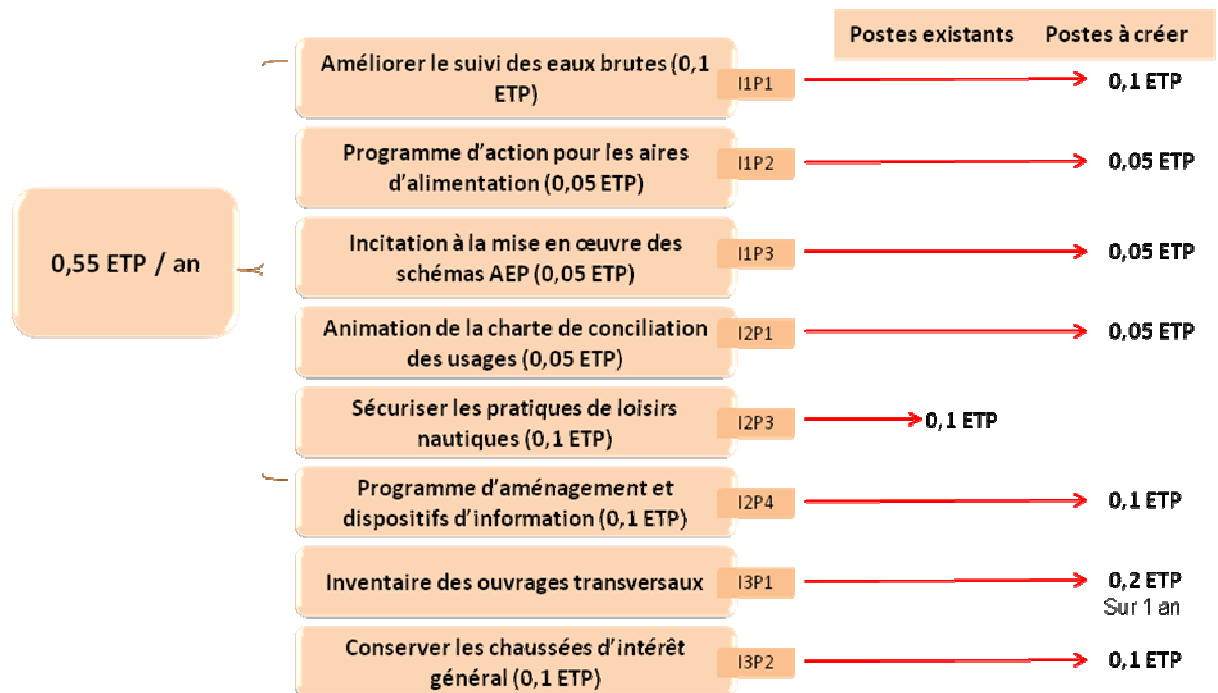 Postes existants Postes à créer
Améliorer le suivi des eaux brutes (0,1
ETP)
I1P1
0,1 ETP
Programme d'action pour les aires
d'alimentation (0,05 ETP)
I1P2
0,05 ETP
0,55 ETP / an
Incitation à la mise en œuvre des
schémas AEP (0,05 ETP)
I1P3
0,05 ETP
Animation de la charte de conciliation
des usages (0,05 ETP)
I2P1
0,05 ETP
Sécuriser les pratiques de loisirs
nautiques (0,1 ETP)
I2P3
0,1 ETP
Programme d'aménagement et
dispositifs d'information (0,1 ETP)
I2P4
0,1 ETP
Inventaire des ouvrages transversaux
I3P1
0,2 ETP
Sur 1 an
Conserver les chaussées d'intérêt
général (0,1 ETP)
I3P2
0,1 ETP